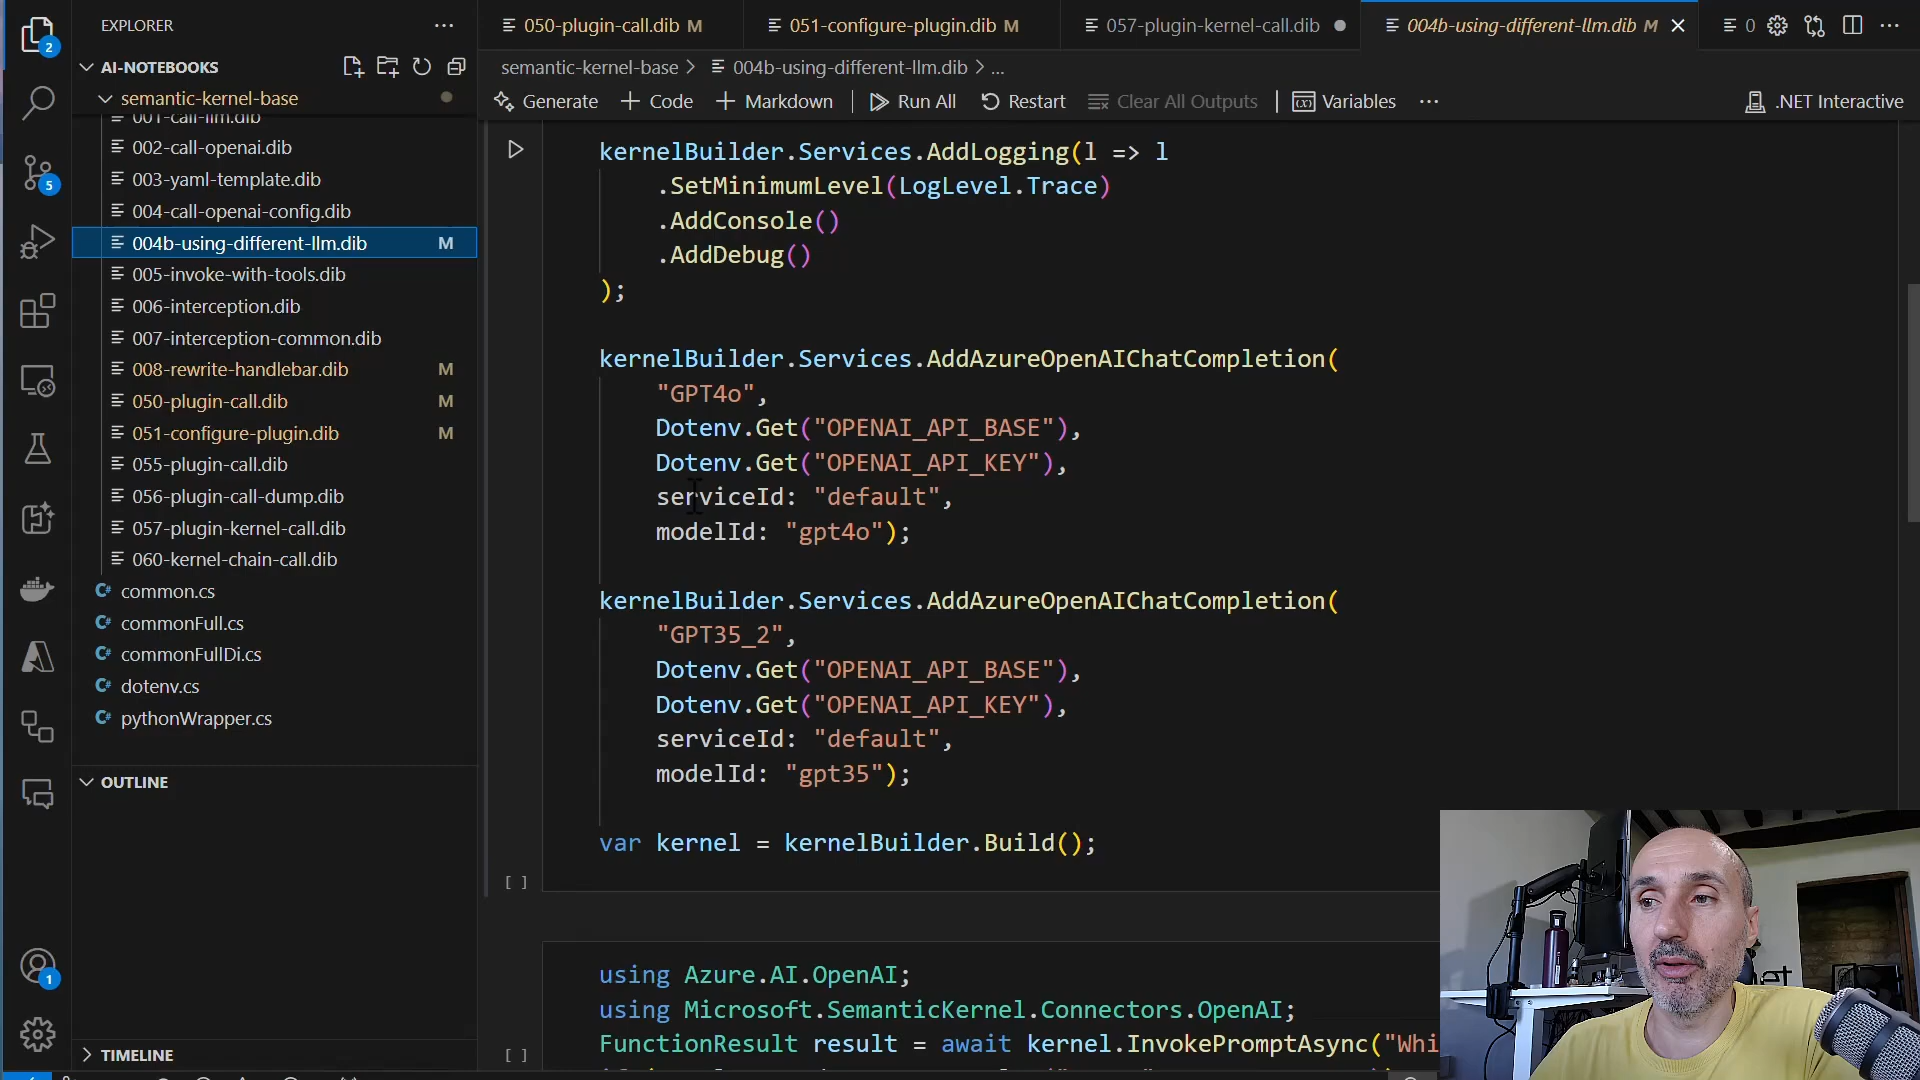 EXPLORER
AI-NOTEBOOKS
semantic-kernel-base
001-call-llm.dib
002-call-openai.dib
003-yaml-template.dib
004-call-openai-config.dib
004b-using-different-llm.dib M
005-invoke-with-tools.dib
006-interception.dib
007-interception-common.dib
008-rewrite-handlebar.dib M
050-plugin-call.dib M
051-configure-plugin.dib M
055-plugin-call.dib
056-plugin-call-dump.dib
057-plugin-kernel-call.dib
060-kernel-chain-call.dib
C# common.cs
C# commonFull.cs
C# commonFullDi.cs
C# dotenv.cs
C# pythonWrapper.cs
OUTLINE
TIMELINE
2
5
1
050-plugin-call.dib M
051-configure-plugin.dib M
057-plugin-kernel-call.dib
004b-using-different-llm.dib M
0
semantic-kernel-base > 004b-using-different-llm.dib > ...
Generate + Code + Markdown Run All Restart Clear All Outputs Variables ... .NET Interactive
kernelBuilder.Services.AddLogging(l => l
.SetMinimumLevel(LogLevel.Trace)
.AddConsole()
.AddDebug()
);
kernelBuilder.Services.AddAzureOpenAIChatCompletion(
"GPT4o",
Dotenv.Get("OPENAI_API_BASE"),
Dotenv.Get("OPENAI_API_KEY"),
serviceId: "default",
modelId: "gpt4o");
kernelBuilder.Services.AddAzureOpenAIChatCompletion(
"GPT35_2",
Dotenv.Get("OPENAI_API_BASE"),
Dotenv.Get("OPENAI_API_KEY"),
serviceId: "default",
modelId: "gpt35");
var kernel = kernelBuilder.Build();
[ ]
using Azure.AI.OpenAI;
using Microsoft.SemanticKernel.Connectors.OpenAI;
FunctionResult result = await kernel.InvokePromptAsync("Whi
[ ]